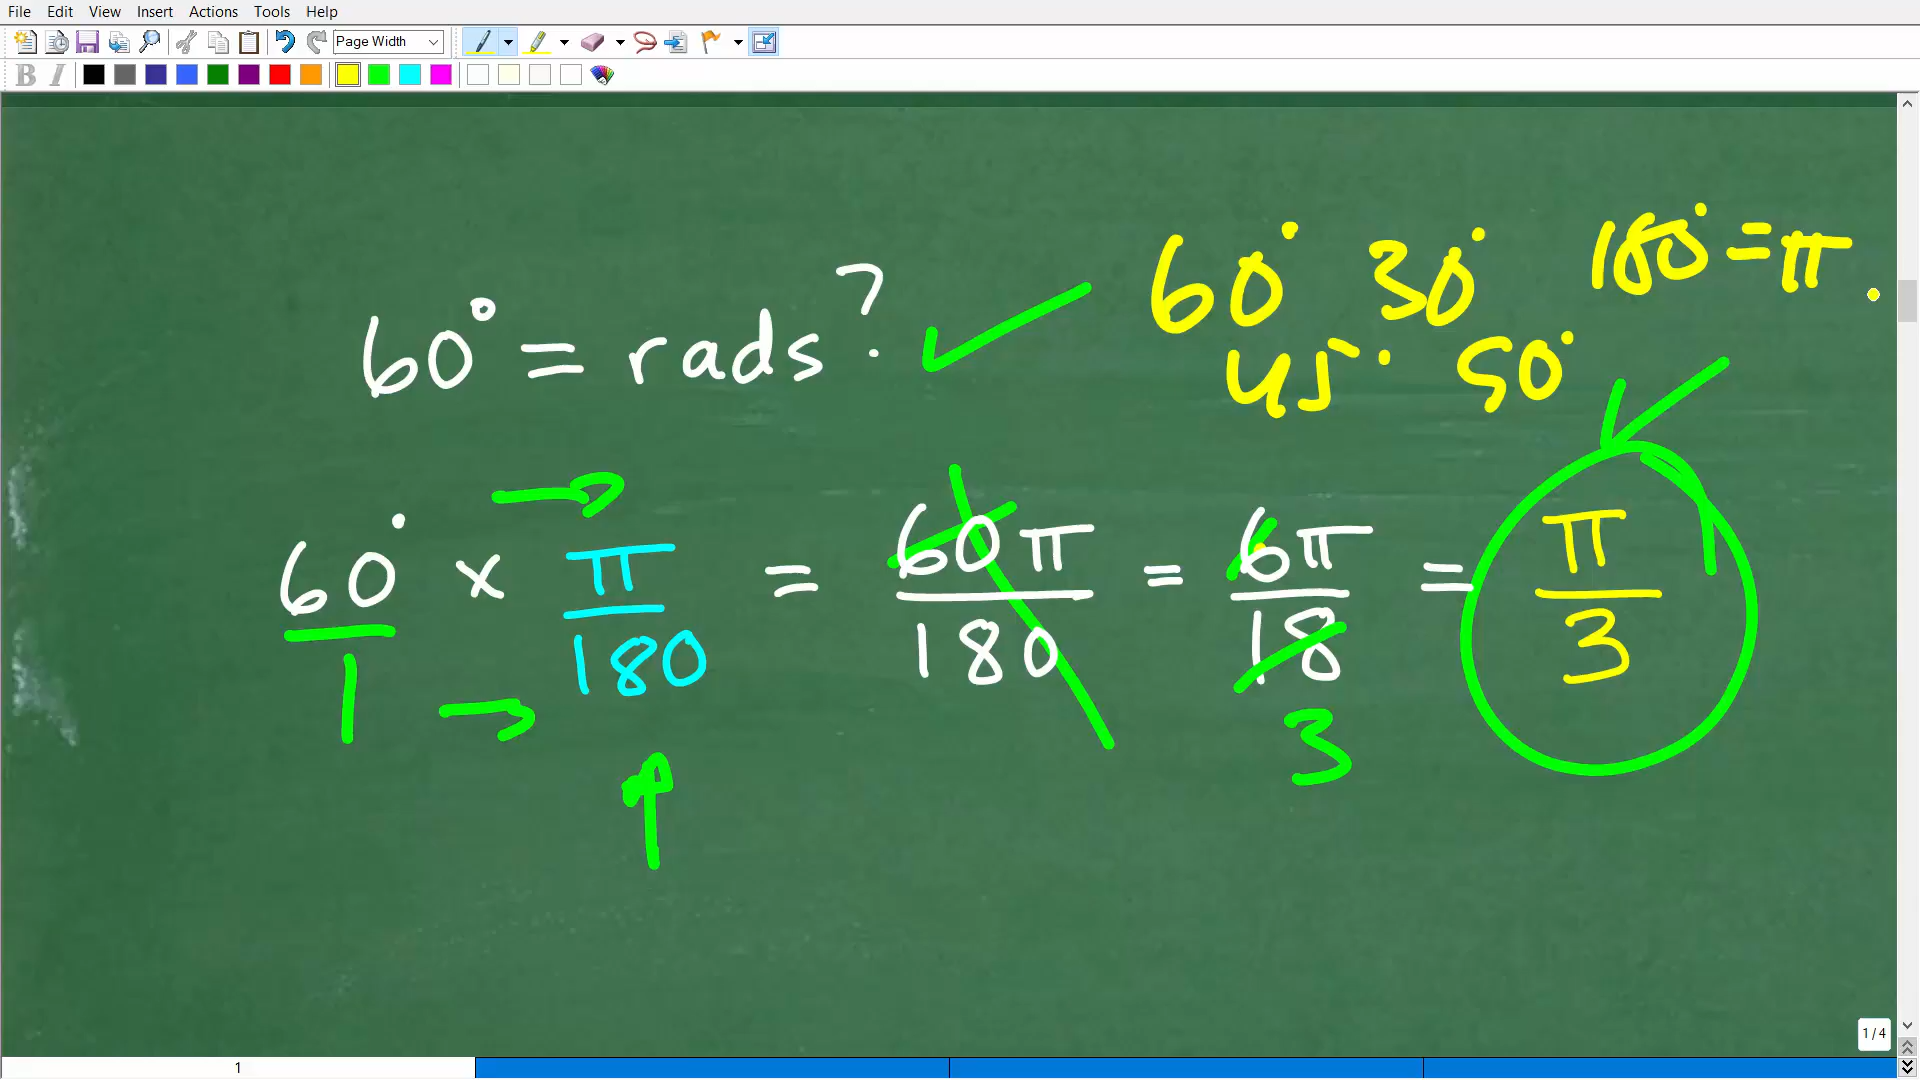 File Edit View Insert Actions Tools Help
Page Width
B I
60° 30° 180° = π
60° = rads?
45° 90°
60°/1 × π/180 = 60π/180 = 6π/18 = π/3
3
1/4
1